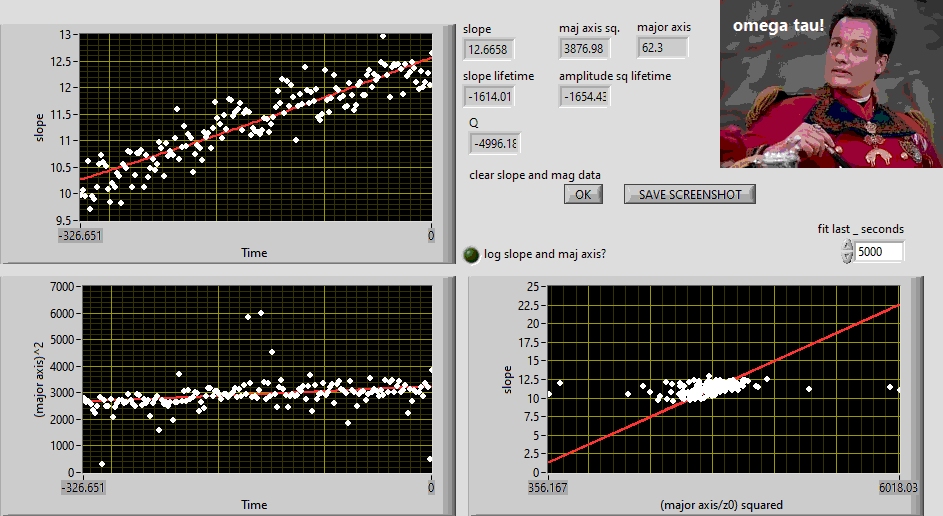 13
12.5
12
11.5
11
10.5
10
9.5
slope
-326.651
0
Time
slope
12.6658
maj axis sq.
3876.98
major axis
62.3
slope lifetime
-1614.01
amplitude sq lifetime
-1654.43
Q
-4996.18
omega tau!
clear slope and mag data
OK
SAVE SCREENSHOT
log slope and maj axis?
fit last _ seconds
5000
7000
6000
5000
4000
3000
2000
1000
0
(major axis)^2
-326.651
0
Time
25
22.5
20
17.5
15
12.5
10
7.5
5
2.5
0
slope
356.167
6018.03
(major axis/z0) squared